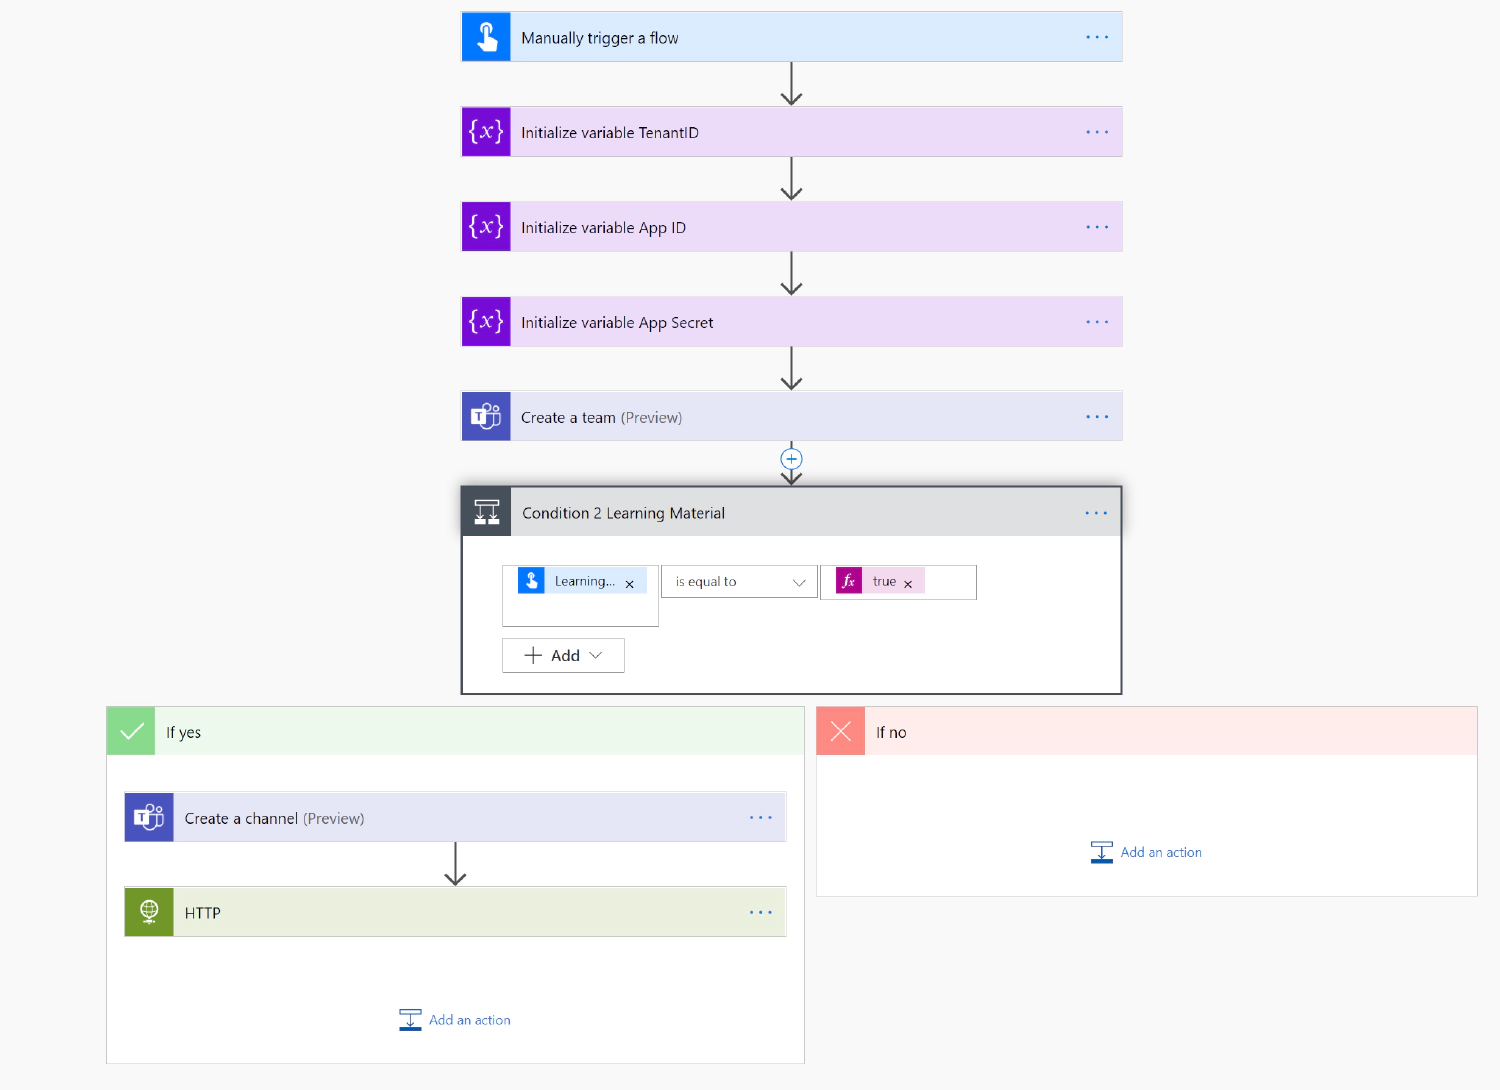 Manually trigger a flow
{x} Initialize variable TenantID
{x} Initialize variable App ID
{x} Initialize variable App Secret
T Create a team (Preview)
Condition 2 Learning Material
Learning... × is equal to fx true ×
+ Add
If yes
If no
T Create a channel (Preview)
Add an action
HTTP
Add an action